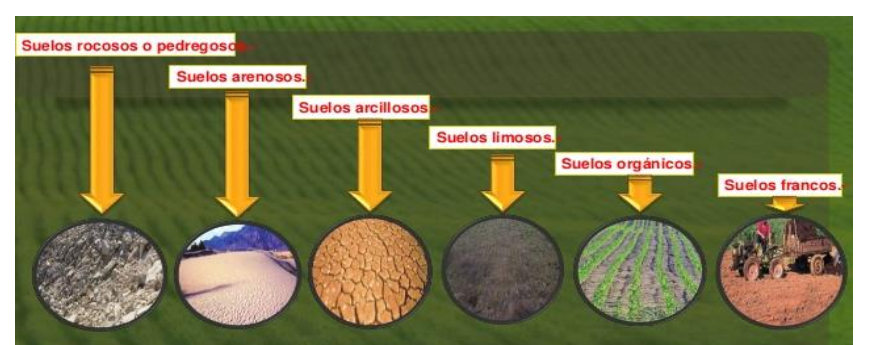 Suelos rocosos o pedregosos.
Suelos arenosos.
Suelos arcillosos.
Suelos limosos.
Suelos orgánicos.
Suelos francos.